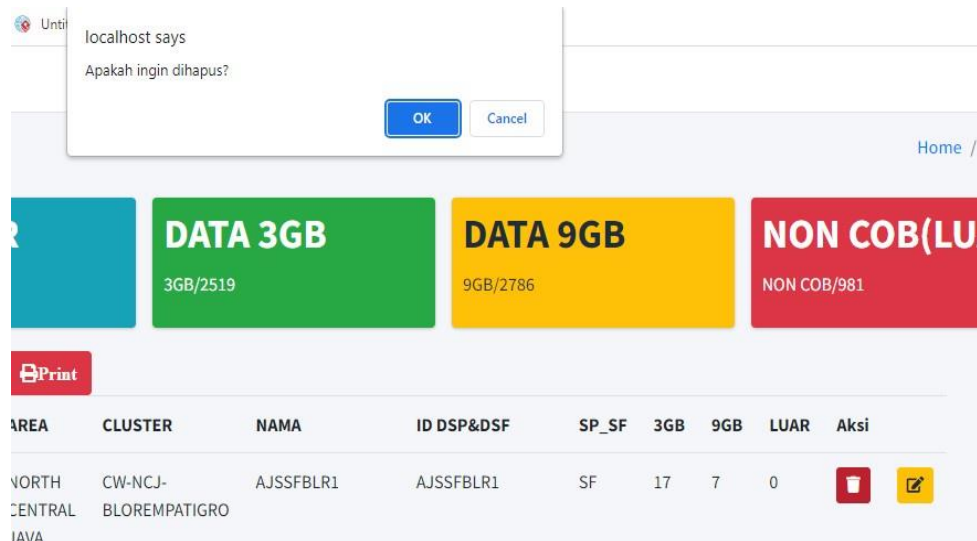 Unti
localhost says
Apakah ingin dihapus?
OK Cancel
Home /
R DATA 3GB DATA 9GB NON COB(LU
3GB/2519 9GB/2786 NON COB/981
Print
AREA CLUSTER NAMA ID DSP&DSF SP_SF 3GB 9GB LUAR Aksi
NORTH CW-NCJ- AJSSFBLR1 AJSSFBLR1 SF 17 7 0
CENTRAL BLOREMPATIGRO
JAVA